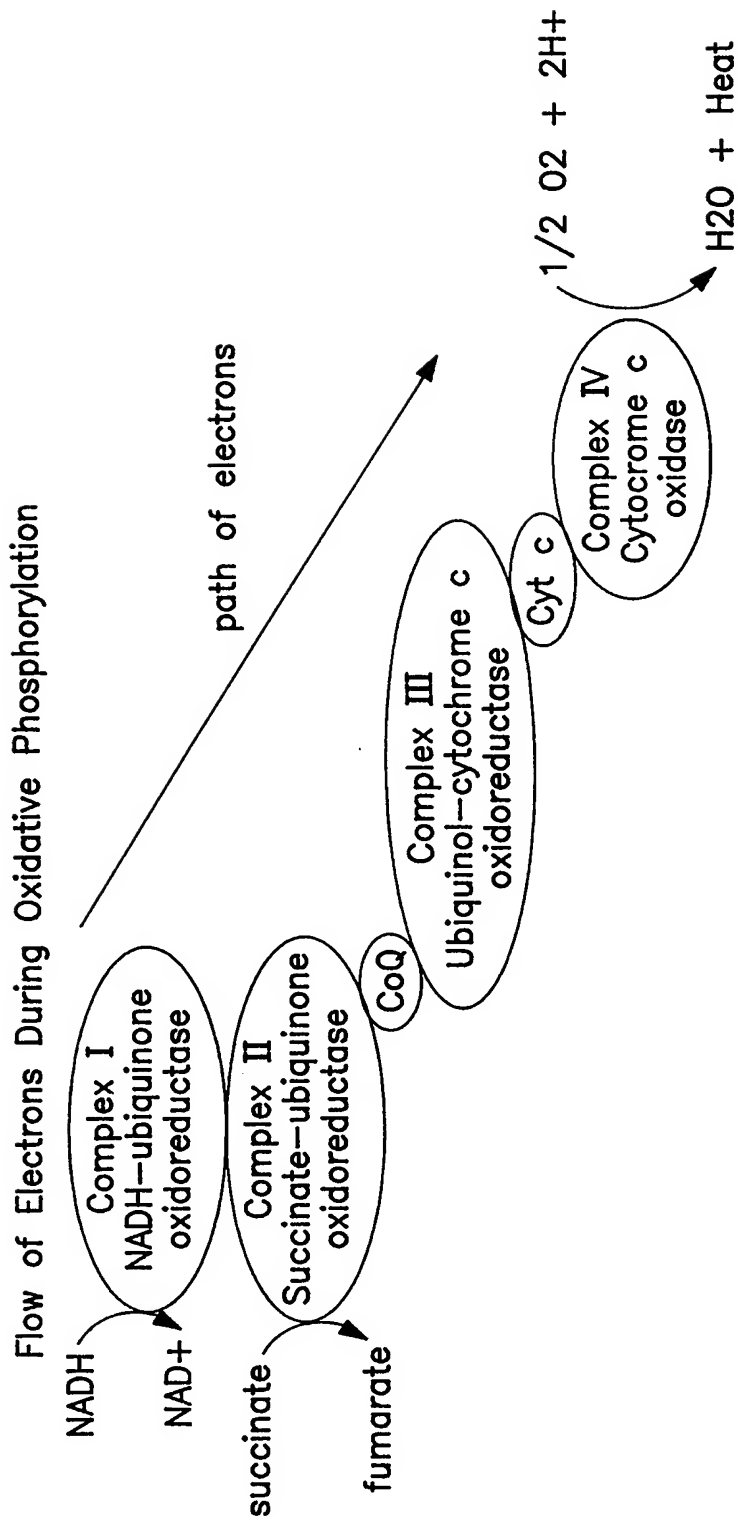 Flow of Electrons During Oxidative Phosphorylation
NADH
NAD+
Complex I
NADH-ubiquinone
oxidoreductase
succinate
fumarate
Complex II
Succinate-ubiquinone
oxidoreductase
CoQ
path of electrons
Complex III
Ubiquinol-cytochrome c
oxidoreductase
Cyt c
Complex IV
Cytocrome c
oxidase
1/2 O2 + 2H+
H2O + Heat